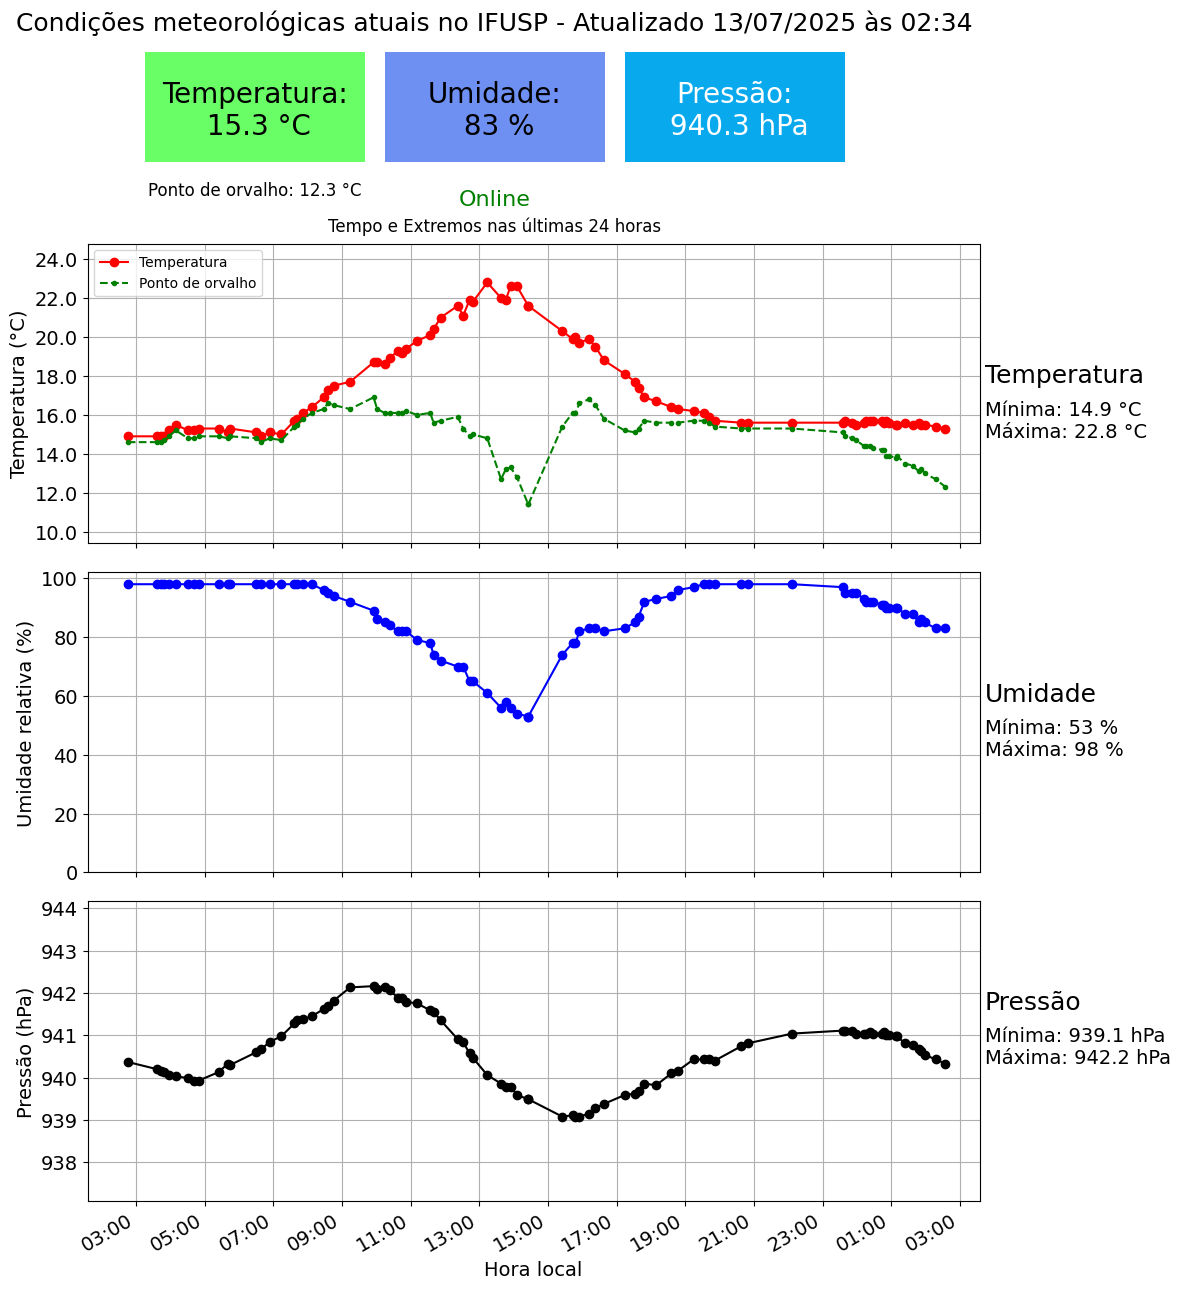 Condições meteorológicas atuais no IFUSP - Atualizado 13/07/2025 às 02:34
Temperatura:
15.3 °C
Umidade:
83 %
Pressão:
940.3 hPa
Ponto de orvalho: 12.3 °C
Online
Tempo e Extremos nas últimas 24 horas
Temperatura (°C)
24.0
22.0
20.0
18.0
16.0
14.0
12.0
10.0
Temperatura
Ponto de orvalho
Temperatura
Mínima: 14.9 °C
Máxima: 22.8 °C
Umidade relativa (%)
100
80
60
40
20
0
Umidade
Mínima: 53 %
Máxima: 98 %
Pressão (hPa)
944
943
942
941
940
939
938
Pressão
Mínima: 939.1 hPa
Máxima: 942.2 hPa
03:00 05:00 07:00 09:00 11:00 13:00 15:00 17:00 19:00 21:00 23:00 01:00 03:00
Hora local